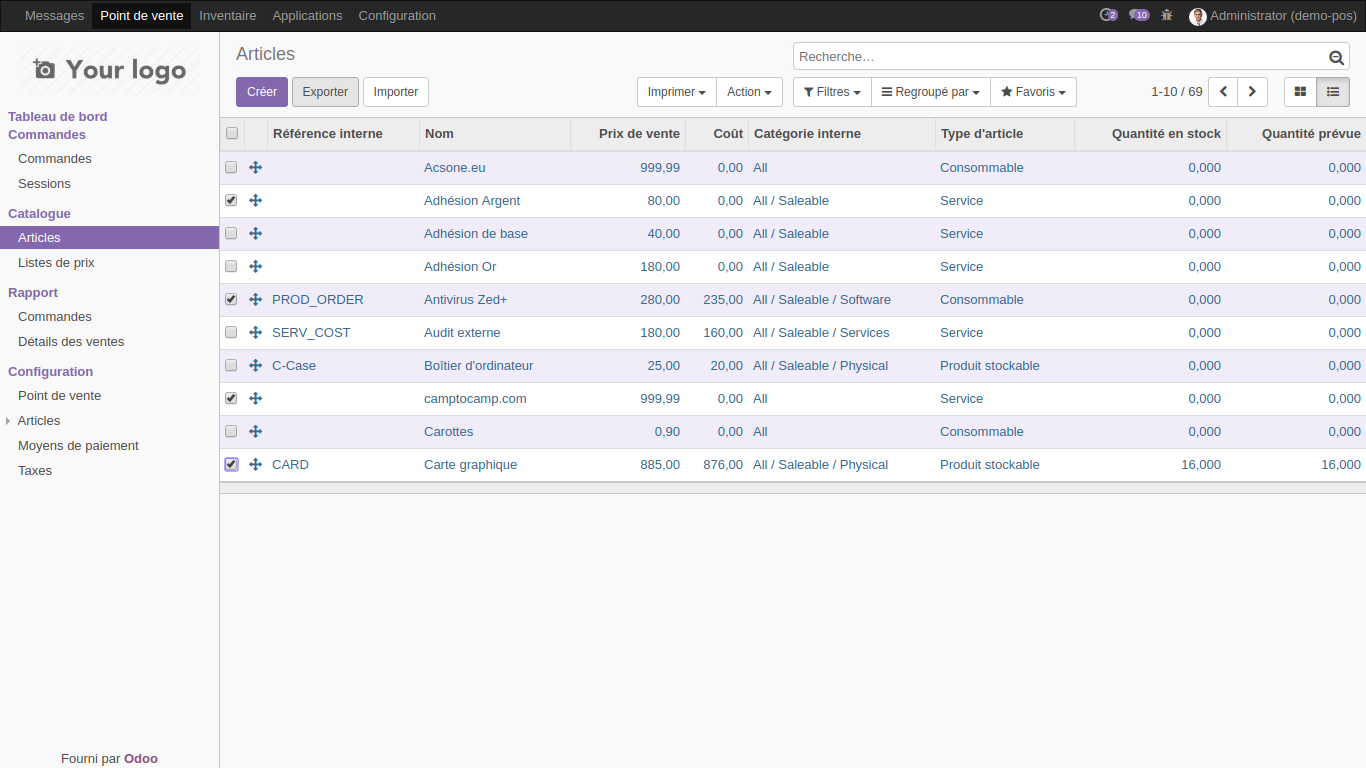 Messages Point de vente Inventaire Applications Configuration 2 10 Administrator (demo-pos)
Your logo
Tableau de bord
Commandes
Commandes
Sessions
Catalogue
Articles
Listes de prix
Rapport
Commandes
Détails des ventes
Configuration
Point de vente
Articles
Moyens de paiement
Taxes
Fourni par Odoo
Articles
Recherche…
Créer Exporter Importer Imprimer Action Filtres Regroupé par Favoris 1-10 / 69
Référence interne Nom Prix de vente Coût Catégorie interne Type d'article Quantité en stock Quantité prévue
Acsone.eu 999,99 0,00 All Consommable 0,000 0,000
Adhésion Argent 80,00 0,00 All / Saleable Service 0,000 0,000
Adhésion de base 40,00 0,00 All / Saleable Service 0,000 0,000
Adhésion Or 180,00 0,00 All / Saleable Service 0,000 0,000
PROD_ORDER Antivirus Zed+ 280,00 235,00 All / Saleable / Software Consommable 0,000 0,000
SERV_COST Audit externe 180,00 160,00 All / Saleable / Services Service 0,000 0,000
C-Case Boîtier d'ordinateur 25,00 20,00 All / Saleable / Physical Produit stockable 0,000 0,000
camptocamp.com 999,99 0,00 All Service 0,000 0,000
Carottes 0,90 0,00 All Consommable 0,000 0,000
CARD Carte graphique 885,00 876,00 All / Saleable / Physical Produit stockable 16,000 16,000